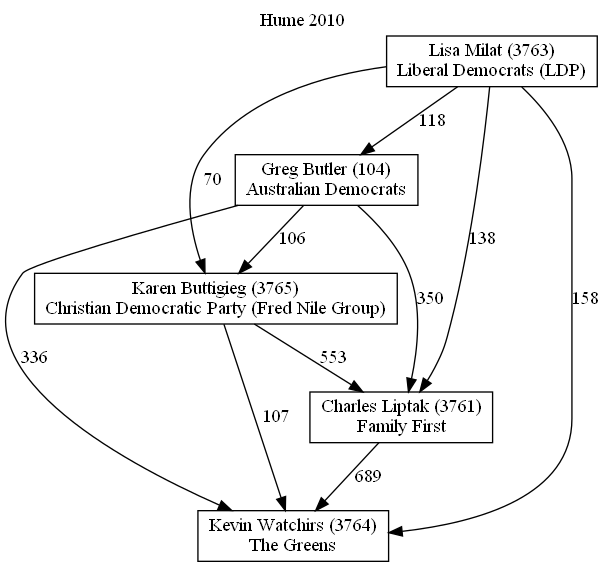 Hume 2010
Lisa Milat (3763)
Liberal Democrats (LDP)
118
Greg Butler (104)
Australian Democrats
70
106
138
Karen Buttigieg (3765)
Christian Democratic Party (Fred Nile Group)
350
158
336
553
Charles Liptak (3761)
Family First
107
689
Kevin Watchirs (3764)
The Greens